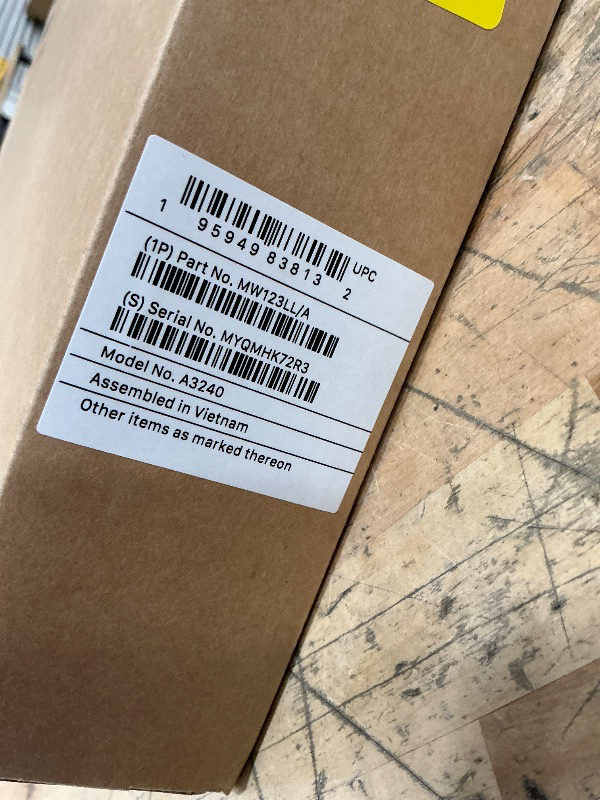 1 95949 83813 2 UPC
(1P) Part No. MW123LL/A
(S) Serial No. MYQMHK72R3
Model No. A3240
Assembled in Vietnam
Other items as marked thereon